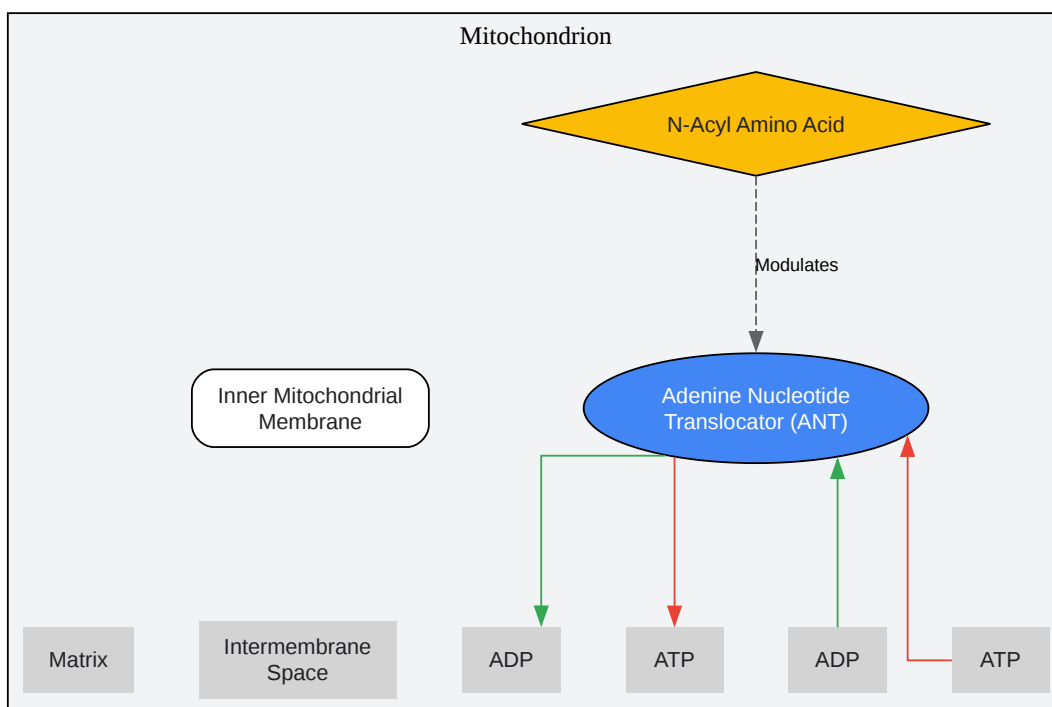 Mitochondrion
N-Acyl Amino Acid
Modulates
Inner Mitochondrial
Membrane
Adenine Nucleotide
Translocator (ANT)
Matrix
Intermembrane
Space
ADP
ATP
ADP
ATP